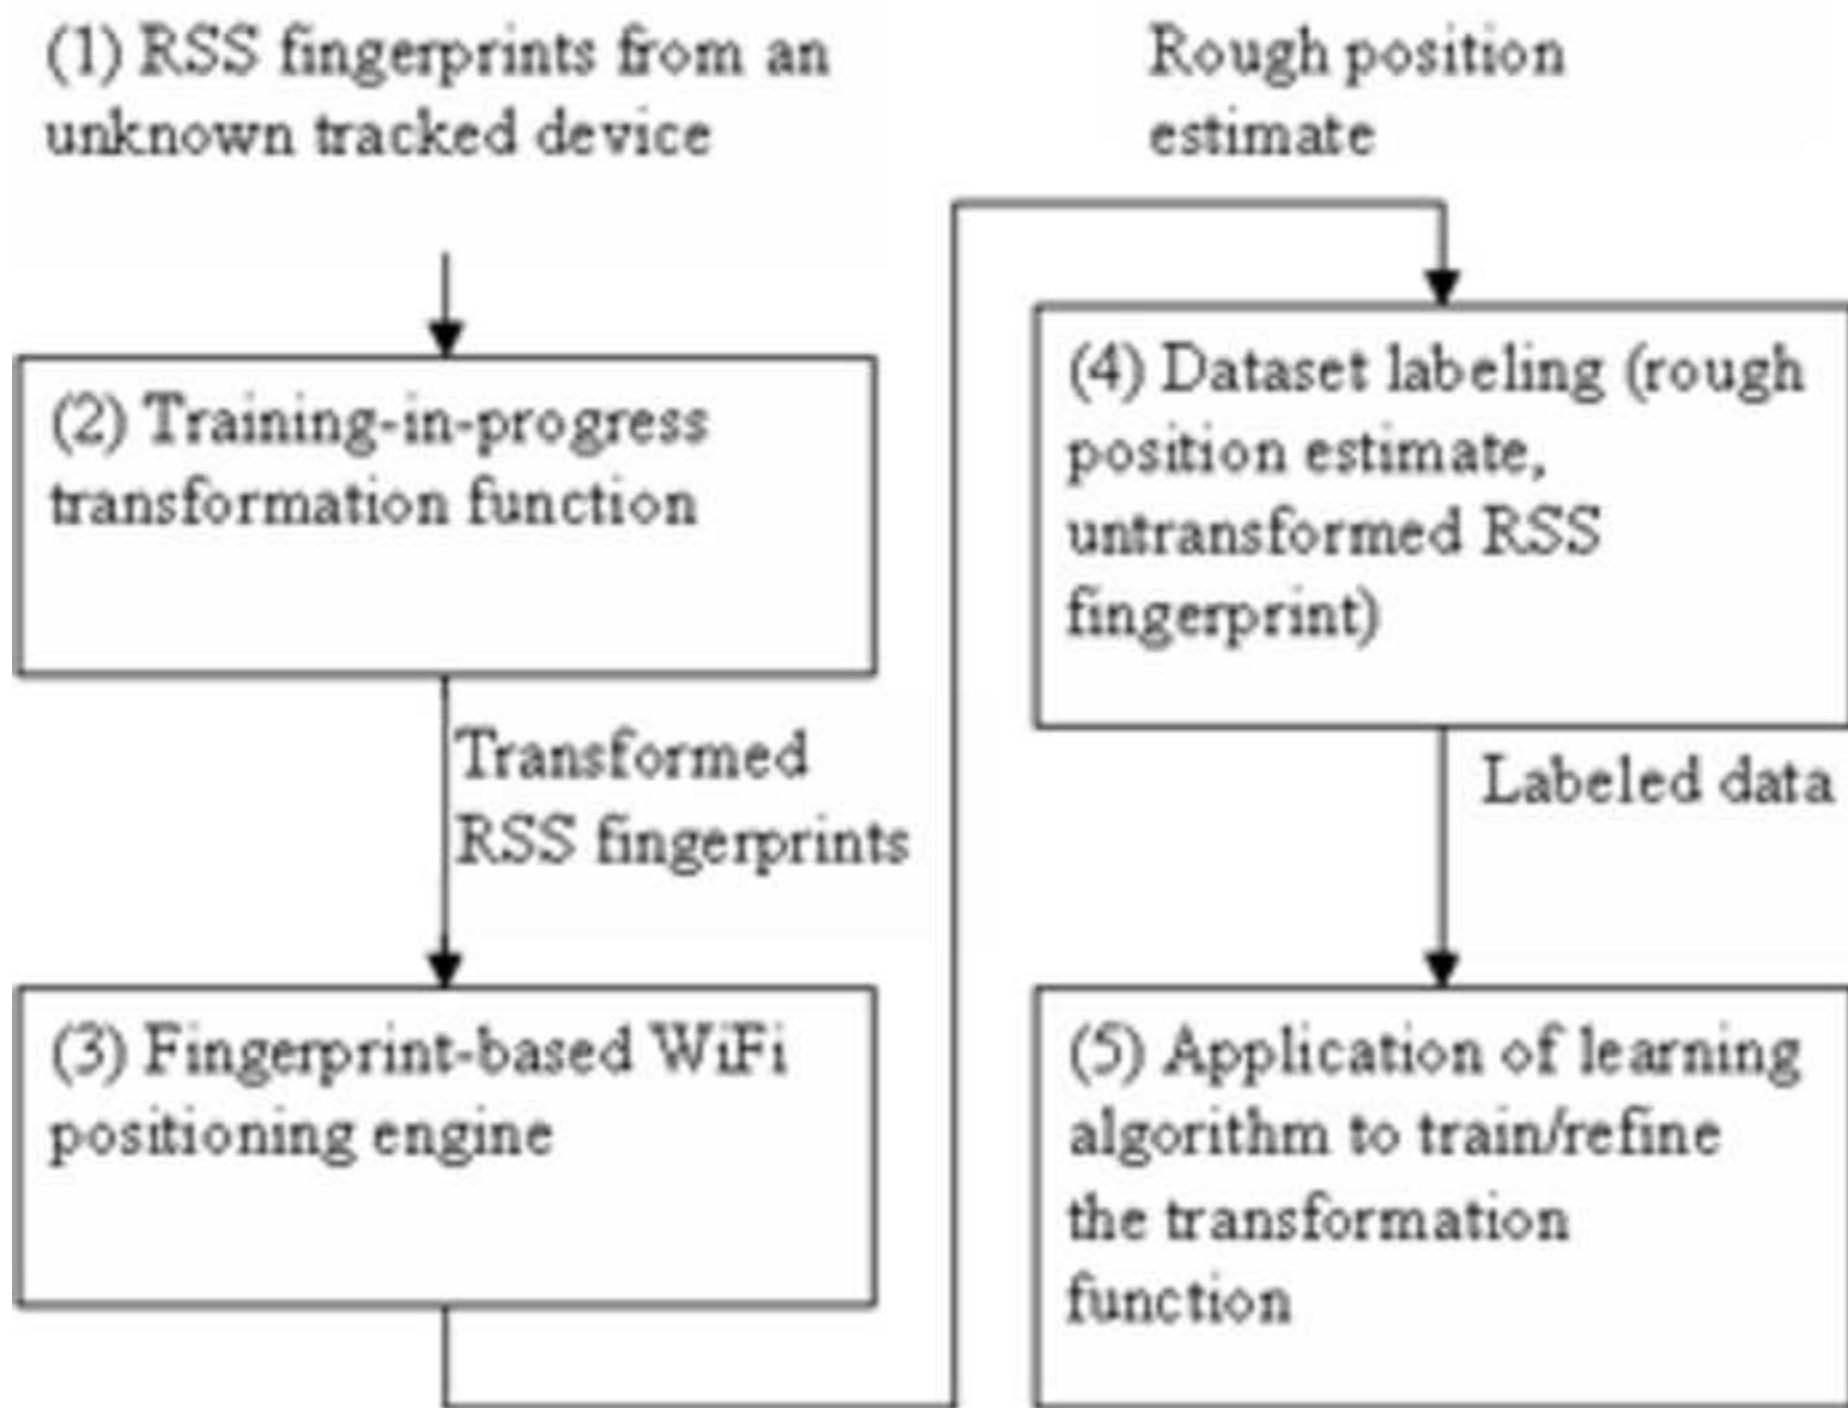 (1) RSS fingerprints from an
unknown tracked device
(2) Training-in-progress
transformation function
Transformed
RSS fingerprints
(3) Fingerprint-based WiFi
positioning engine
Rough position
estimate
(4) Dataset labeling (rough
position estimate,
untransformed RSS
fingerprint)
Labeled data
(5) Application of learning
algorithm to train/refine
the transformation
function